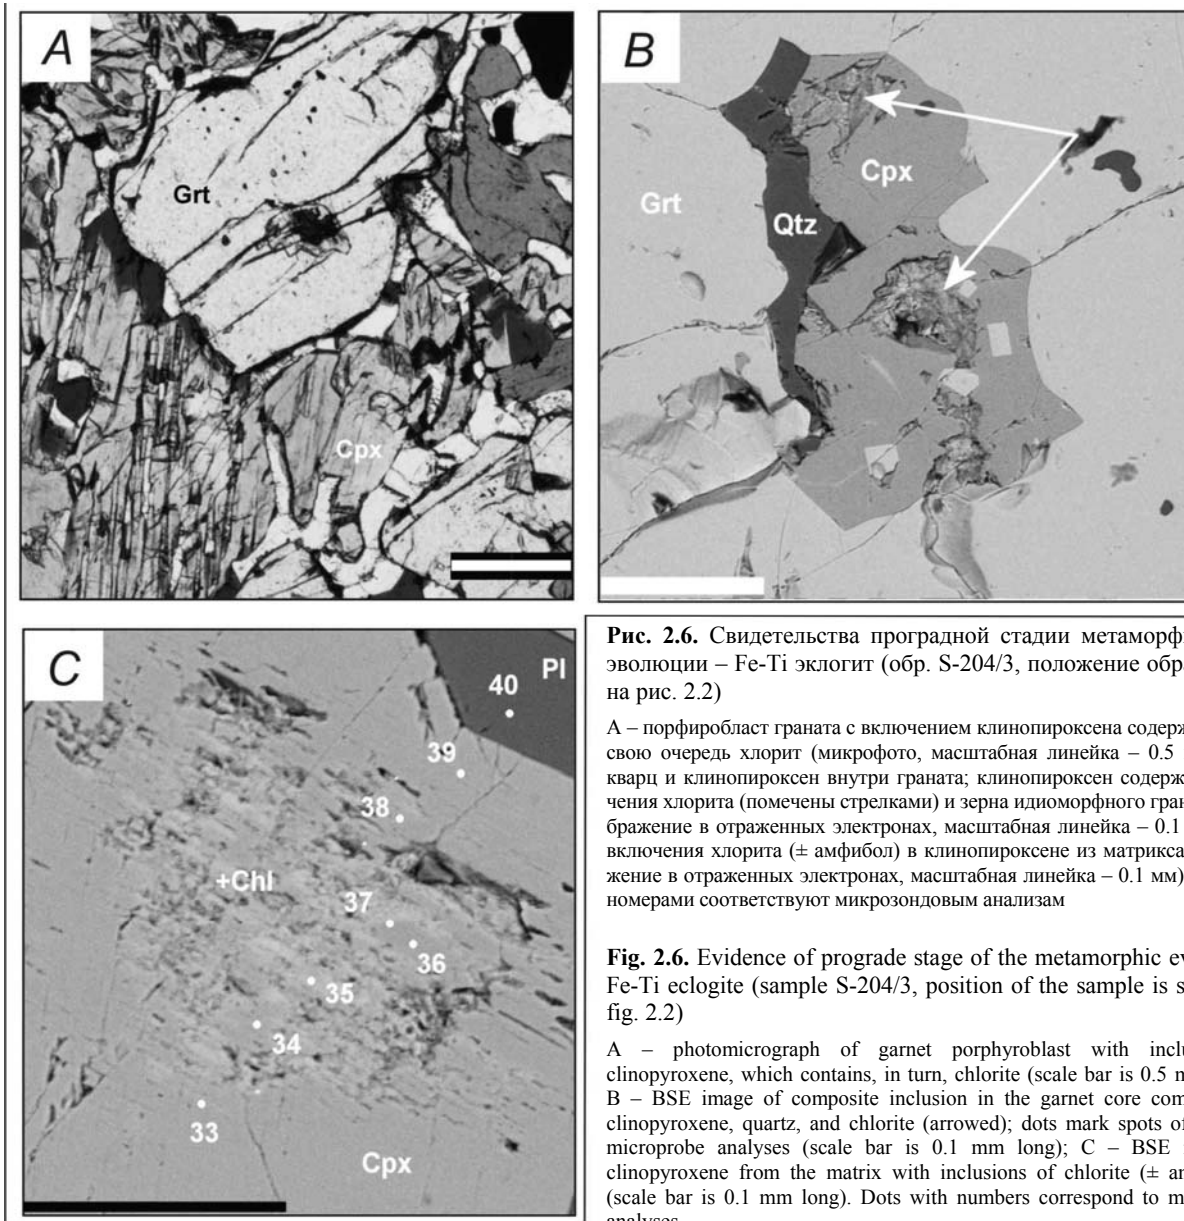 A
Grt
Cpx
B
Grt
Cpx
Qtz
C
Pl
40
39
38
+Chl
37
36
35
34
33
Cpx
Рис. 2.6. Свидетельства проградной стадии метаморфи
эволюции – Fe-Ti эклогит (обр. S-204/3, положение обра
на рис. 2.2)
А – порфиробласт граната с включением клинопироксена содерж
свою очередь хлорит (микрофото, масштабная линейка – 0.5
кварц и клинопироксен внутри граната; клинопироксен содерж
чения хлорита (помечены стрелками) и зерна идиоморфного гран
бражение в отраженных электронах, масштабная линейка – 0.1
включения хлорита (± амфибол) в клинопироксене из матрикса
жение в отраженных электронах, масштабная линейка – 0.1 мм)
номерами соответствуют микрозондовым анализам
Fig. 2.6. Evidence of prograde stage of the metamorphic ev
Fe-Ti eclogite (sample S-204/3, position of the sample is s
fig. 2.2)
A – photomicrograph of garnet porphyroblast with inclu
clinopyroxene, which contains, in turn, chlorite (scale bar is 0.5 m
B – BSE image of composite inclusion in the garnet core com
clinopyroxene, quartz, and chlorite (arrowed); dots mark spots of
microprobe analyses (scale bar is 0.1 mm long); C – BSE
clinopyroxene from the matrix with inclusions of chlorite (± a
(scale bar is 0.1 mm long). Dots with numbers correspond to m
analyses